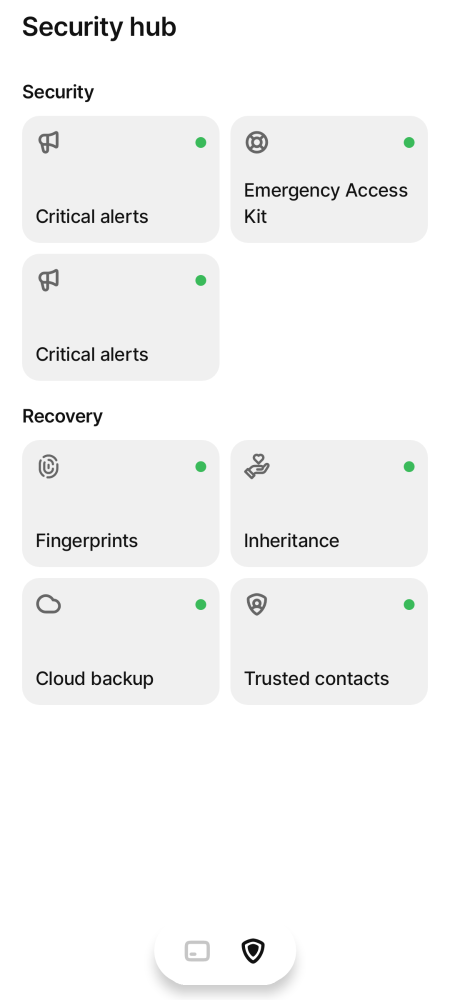 Security hub
Security
Critical alerts
Emergency Access
Kit
Critical alerts
Recovery
Fingerprints
Inheritance
Cloud backup
Trusted contacts